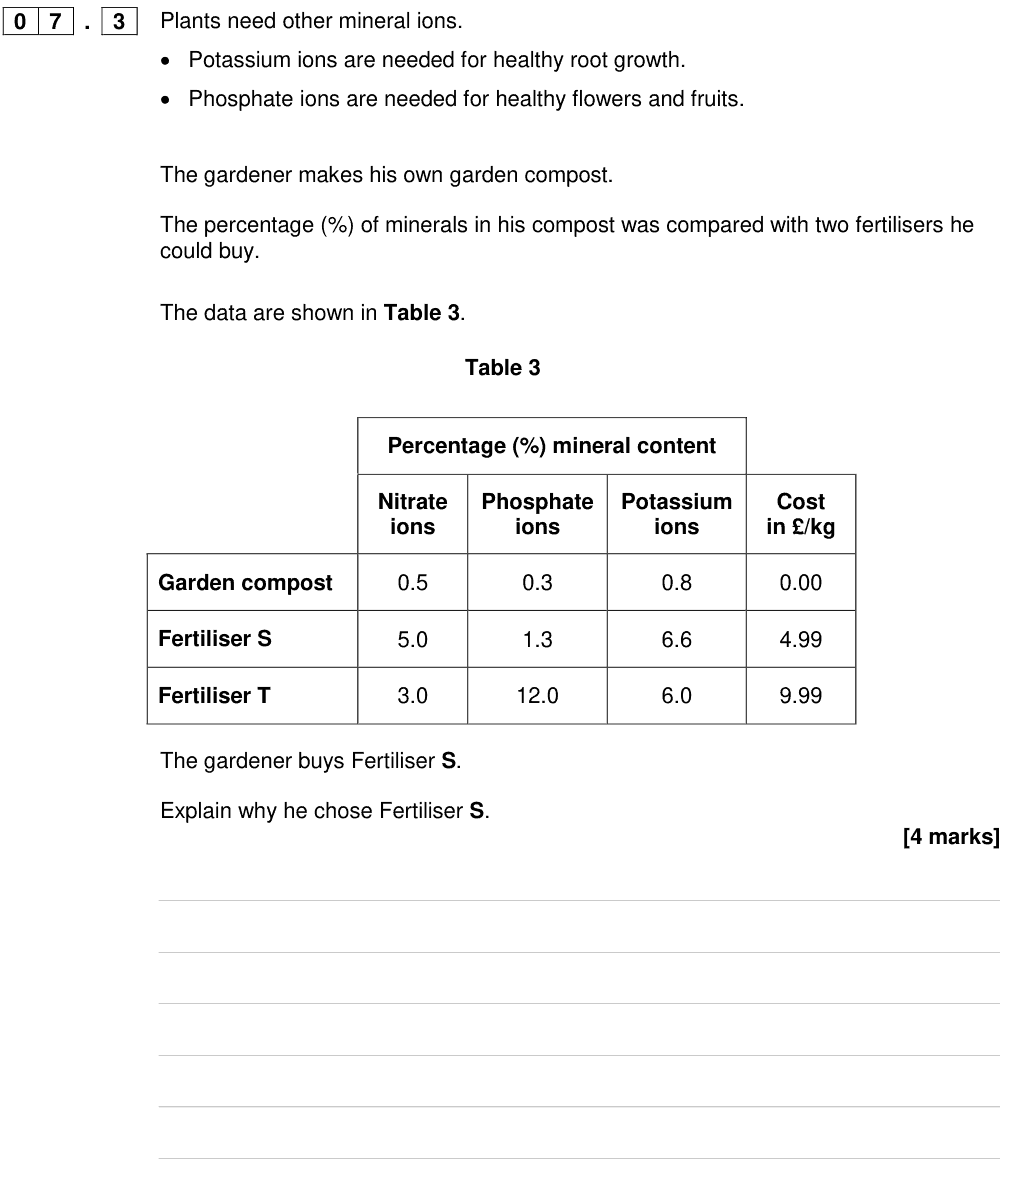 0 7 . 3 Plants need other mineral ions.
• Potassium ions are needed for healthy root growth.
• Phosphate ions are needed for healthy flowers and fruits.
The gardener makes his own garden compost.
The percentage (%) of minerals in his compost was compared with two fertilisers he
could buy.
The data are shown in Table 3.
Table 3
Percentage (%) mineral content
Nitrate ions Phosphate ions Potassium ions Cost in £/kg
Garden compost 0.5 0.3 0.8 0.00
Fertiliser S 5.0 1.3 6.6 4.99
Fertiliser T 3.0 12.0 6.0 9.99
The gardener buys Fertiliser S.
Explain why he chose Fertiliser S.
[4 marks]